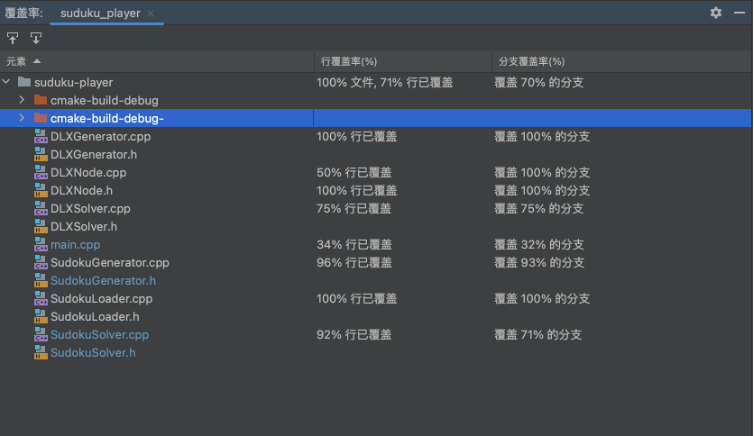 覆盖率: suduku_player
元素 行覆盖率(%) 分支覆盖率(%)
suduku-player 100% 文件, 71% 行已覆盖 覆盖 70% 的分支
cmake-build-debug
cmake-build-debug-
DLXGenerator.cpp 100% 行已覆盖 覆盖 100% 的分支
DLXGenerator.h
DLXNode.cpp 50% 行已覆盖 覆盖 100% 的分支
DLXNode.h 100% 行已覆盖 覆盖 100% 的分支
DLXSolver.cpp 75% 行已覆盖 覆盖 75% 的分支
DLXSolver.h
main.cpp 34% 行已覆盖 覆盖 32% 的分支
SudokuGenerator.cpp 96% 行已覆盖 覆盖 93% 的分支
SudokuGenerator.h
SudokuLoader.cpp 100% 行已覆盖 覆盖 100% 的分支
SudokuLoader.h
SudokuSolver.cpp 92% 行已覆盖 覆盖 71% 的分支
SudokuSolver.h